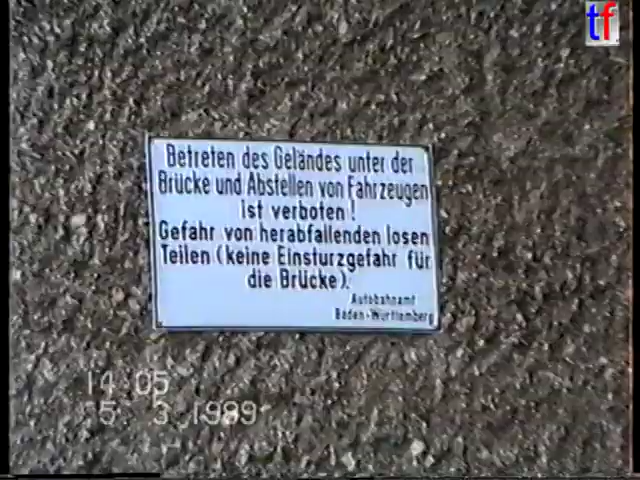 tf
Betreten des Geländes unter der
Brücke und Abstellen von Fahrzeugen
ist verboten!
Gefahr von herabfallenden losen
Teilen (keine Einsturzgefahr für
die Brücke).
Autobahnamt
Baden-Württemberg
14:05
5. 3.1989